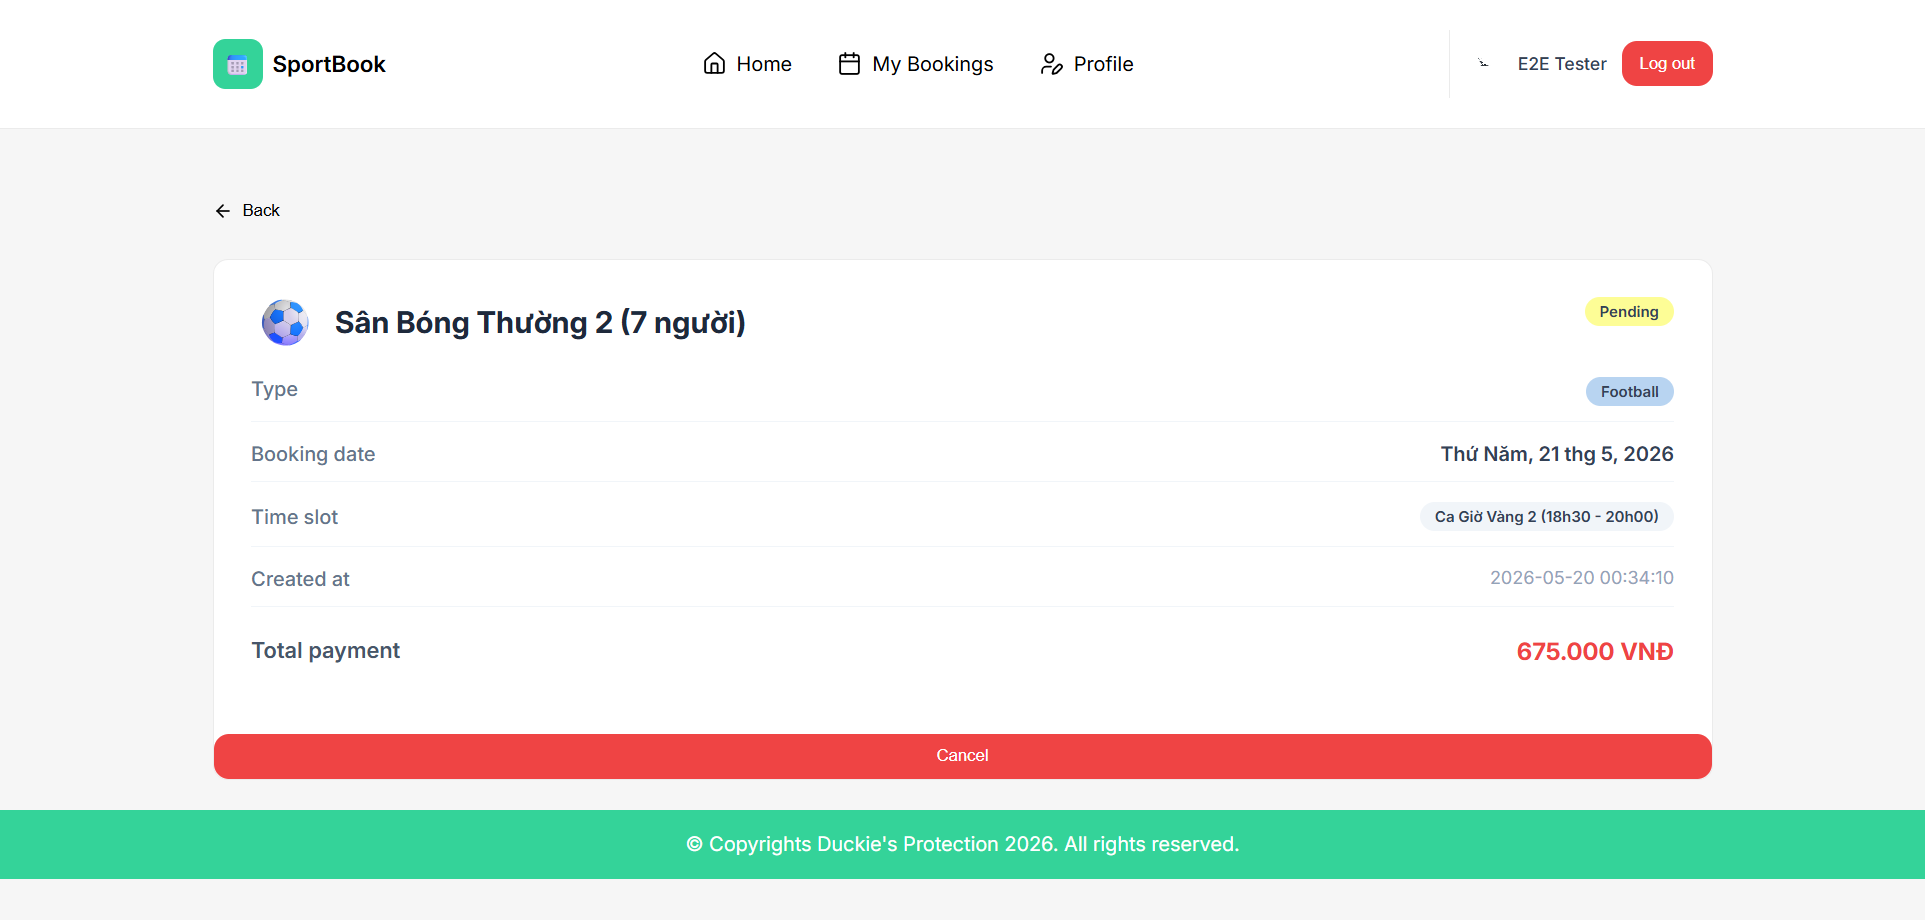 SportBook
Home
My Bookings
Profile
E2E Tester
Log out
Back
Sân Bóng Thường 2 (7 người)
Pending
Type
Football
Booking date
Thứ Năm, 21 thg 5, 2026
Time slot
Ca Giờ Vàng 2 (18h30 - 20h00)
Created at
2026-05-20 00:34:10
Total payment
675.000 VNĐ
Cancel
© Copyrights Duckie's Protection 2026. All rights reserved.